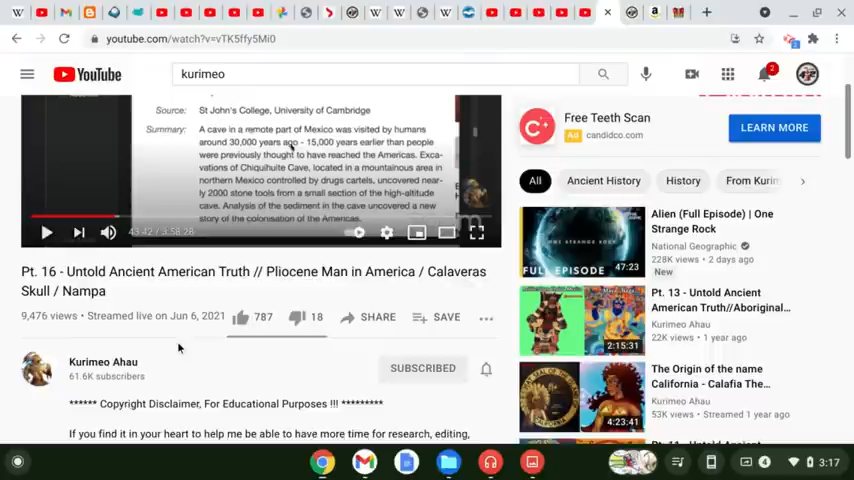 youtube.com/watch?v=vTK5ffy5Mi0
YouTube
kurimeo
2
Source: St John's College, University of Cambridge
Summary: A cave in a remote part of Mexico was visited by humans
around 30,000 years ago - 15,000 years earlier than people
were previously thought to have reached the Americas. Exca-
vations of Chiquihuite Cave, located in a mountainous area in
northern Mexico controlled by drugs cartels, uncovered near-
ly 2000 stone tools from a small section of the high-altitude
cave. Analysis of the sediment in the cave uncovered a new
story of the colonisation of the Americas.
43:42 / 3:58:28
Pt. 16 - Untold Ancient American Truth // Pliocene Man in America / Calaveras
Skull / Nampa
9,476 views • Streamed live on Jun 6, 2021
787
18
SHARE
SAVE
Kurimeo Ahau
61.6K subscribers
SUBSCRIBED
****** Copyright Disclaimer, For Educational Purposes !!! *********
If you find it in your heart to help me be able to have more time for research, editing,
Free Teeth Scan
Ad candidco.com
LEARN MORE
All
Ancient History
History
From Kurim
ONE STRANGE ROCK
FULL EPISODE
47:23
Alien (Full Episode) | One
Strange Rock
National Geographic
228K views • 2 days ago
New
2:15:31
Pt. 13 - Untold Ancient
American Truth//Aboriginal...
Kurimeo Ahau
22K views • 1 year ago
4:23:41
The Origin of the name
California - Calafia The...
Kurimeo Ahau
53K views • Streamed 1 year ago
4
3:17